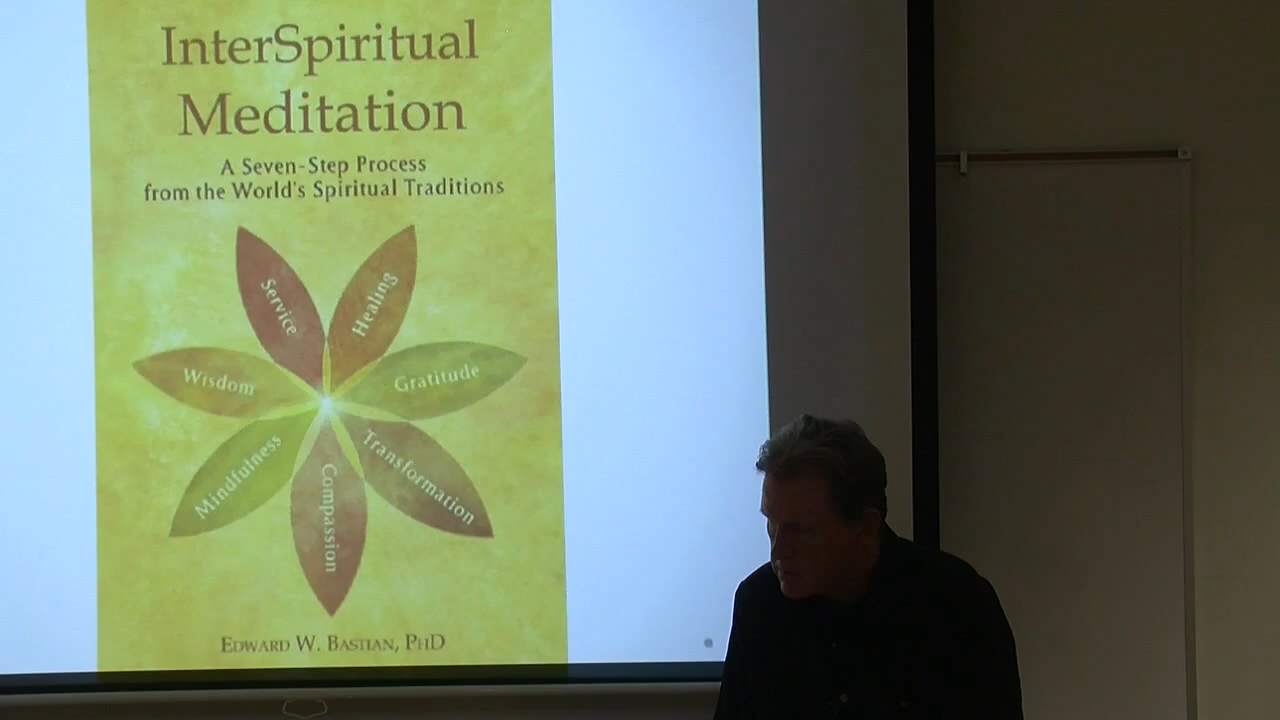 InterSpiritual
Meditation
A Seven-Step Process
from the World's Spiritual Traditions
Service
Healing
Wisdom
Gratitude
Mindfulness
Transformation
Compassion
EDWARD W. BASTIAN, PHD